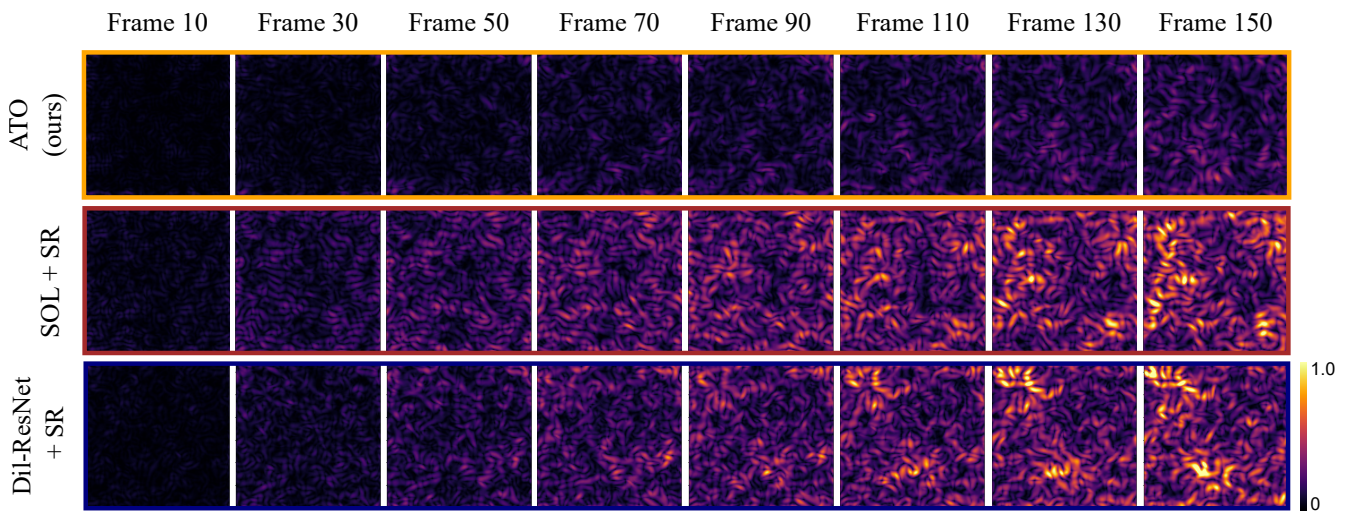 Frame 10 Frame 30 Frame 50 Frame 70 Frame 90 Frame 110 Frame 130 Frame 150
ATO
(ours)
SOL + SR
Dil-ResNet
+ SR
1.0
0